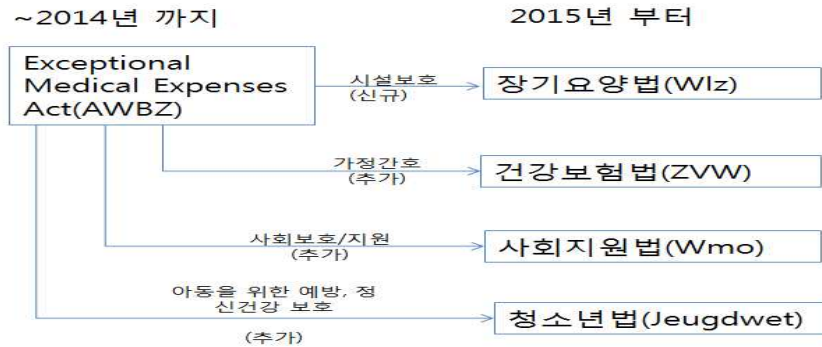 ~2014년 까지
2015년 부터
Exceptional
Medical Expenses
Act(AWBZ)
시설보호
(신규)
장기요양법(Wlz)
가정간호
(추가)
건강보험법(ZVW)
사회보호/지원
(추가)
사회지원법(Wmo)
아동을 위한 예방, 정
신건강 보호
(추가)
청소년법(Jeugdwet)